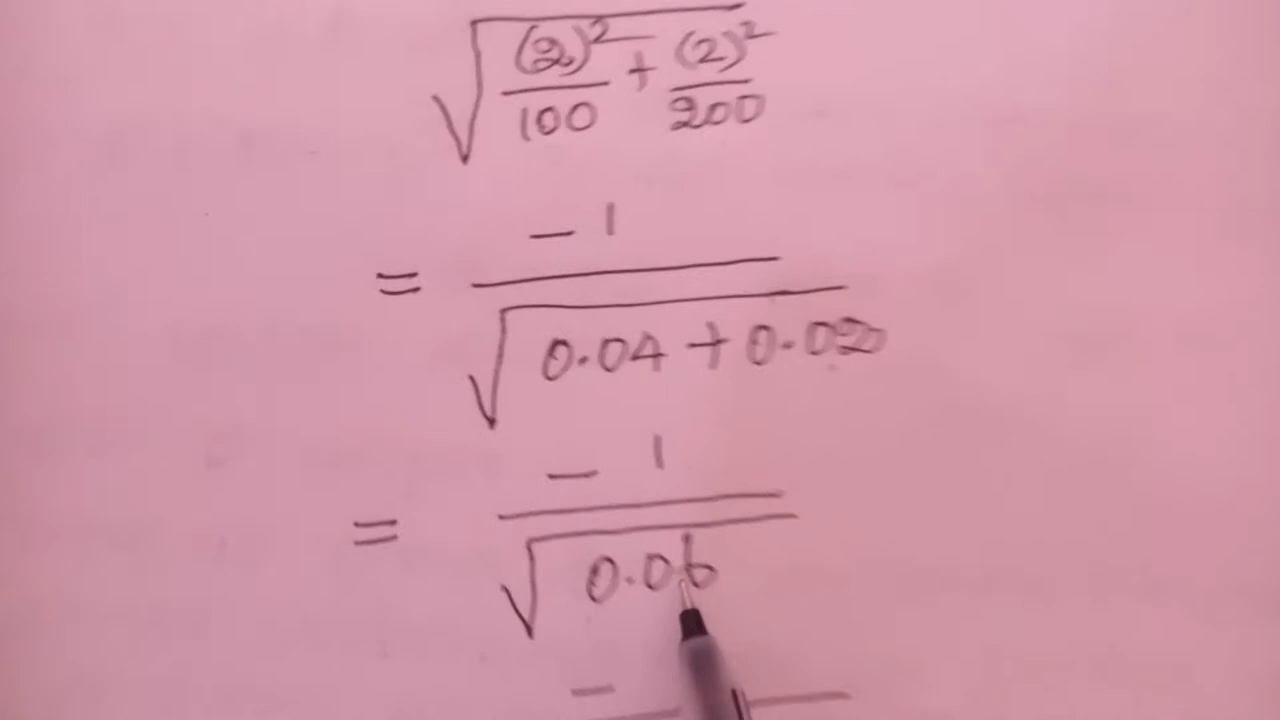 √((2)²/100 + (2)²/200)
= -1/√(0.04 + 0.02)
= -1/√(0.06)
-